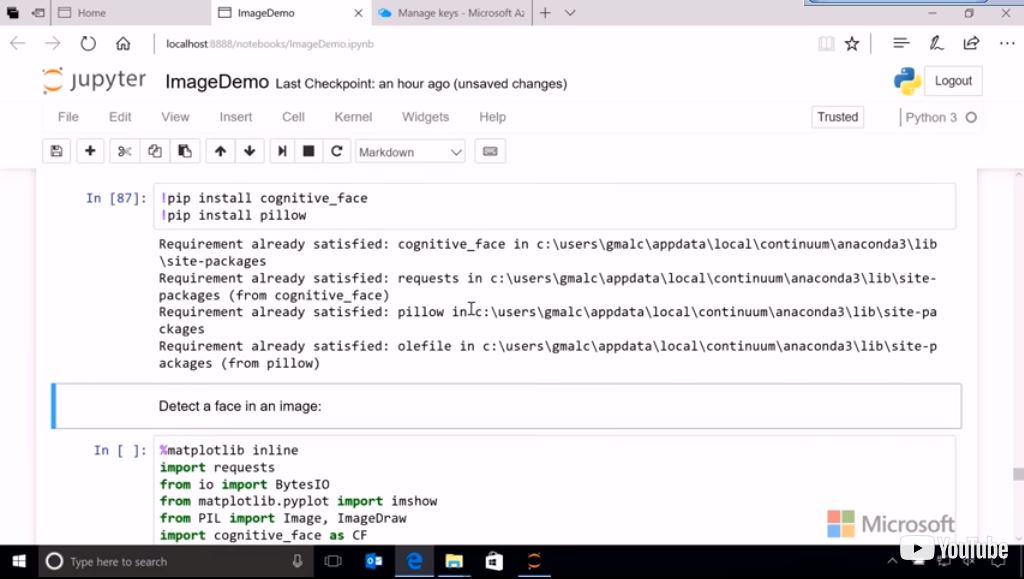 Home
ImageDemo
Manage keys - Microsoft Az
localhost:8888/notebooks/ImageDemo.ipynb
jupyter ImageDemo Last Checkpoint: an hour ago (unsaved changes)
Logout
File Edit View Insert Cell Kernel Widgets Help
Trusted
Python 3
Markdown
In [87]: !pip install cognitive_face
!pip install pillow
Requirement already satisfied: cognitive_face in c:\users\gmalc\appdata\local\continuum\anaconda3\lib
\site-packages
Requirement already satisfied: requests in c:\users\gmalc\appdata\local\continuum\anaconda3\lib\site-
packages (from cognitive_face)
Requirement already satisfied: pillow in c:\users\gmalc\appdata\local\continuum\anaconda3\lib\site-pa
ckages
Requirement already satisfied: olefile in c:\users\gmalc\appdata\local\continuum\anaconda3\lib\site-p
ackages (from pillow)
Detect a face in an image:
In [ ]: %matplotlib inline
import requests
from io import BytesIO
from matplotlib.pyplot import imshow
from PIL import Image, ImageDraw
import cognitive_face as CF
Microsoft
YouTube
Type here to search